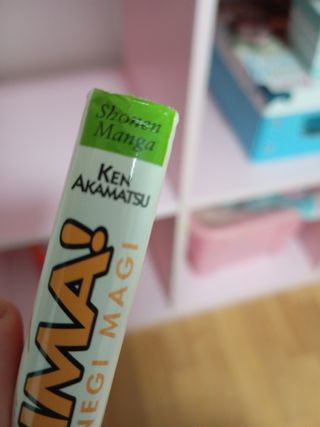 Shonen
Manga
KEN
AKAMATSU
IMA!
NEGI MAGI